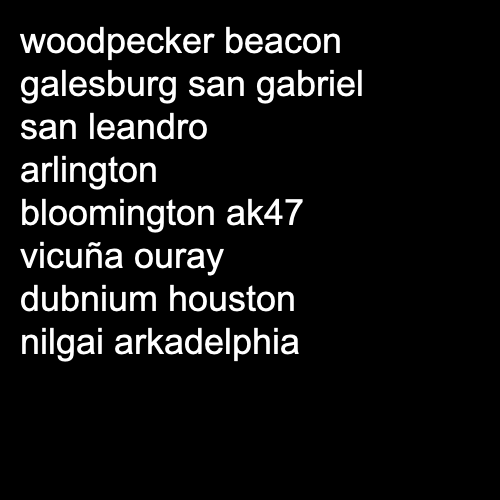 woodpecker beacon
galesburg san gabriel
san leandro
arlington
bloomington ak47
vicuña ouray
dubnium houston
nilgai arkadelphia